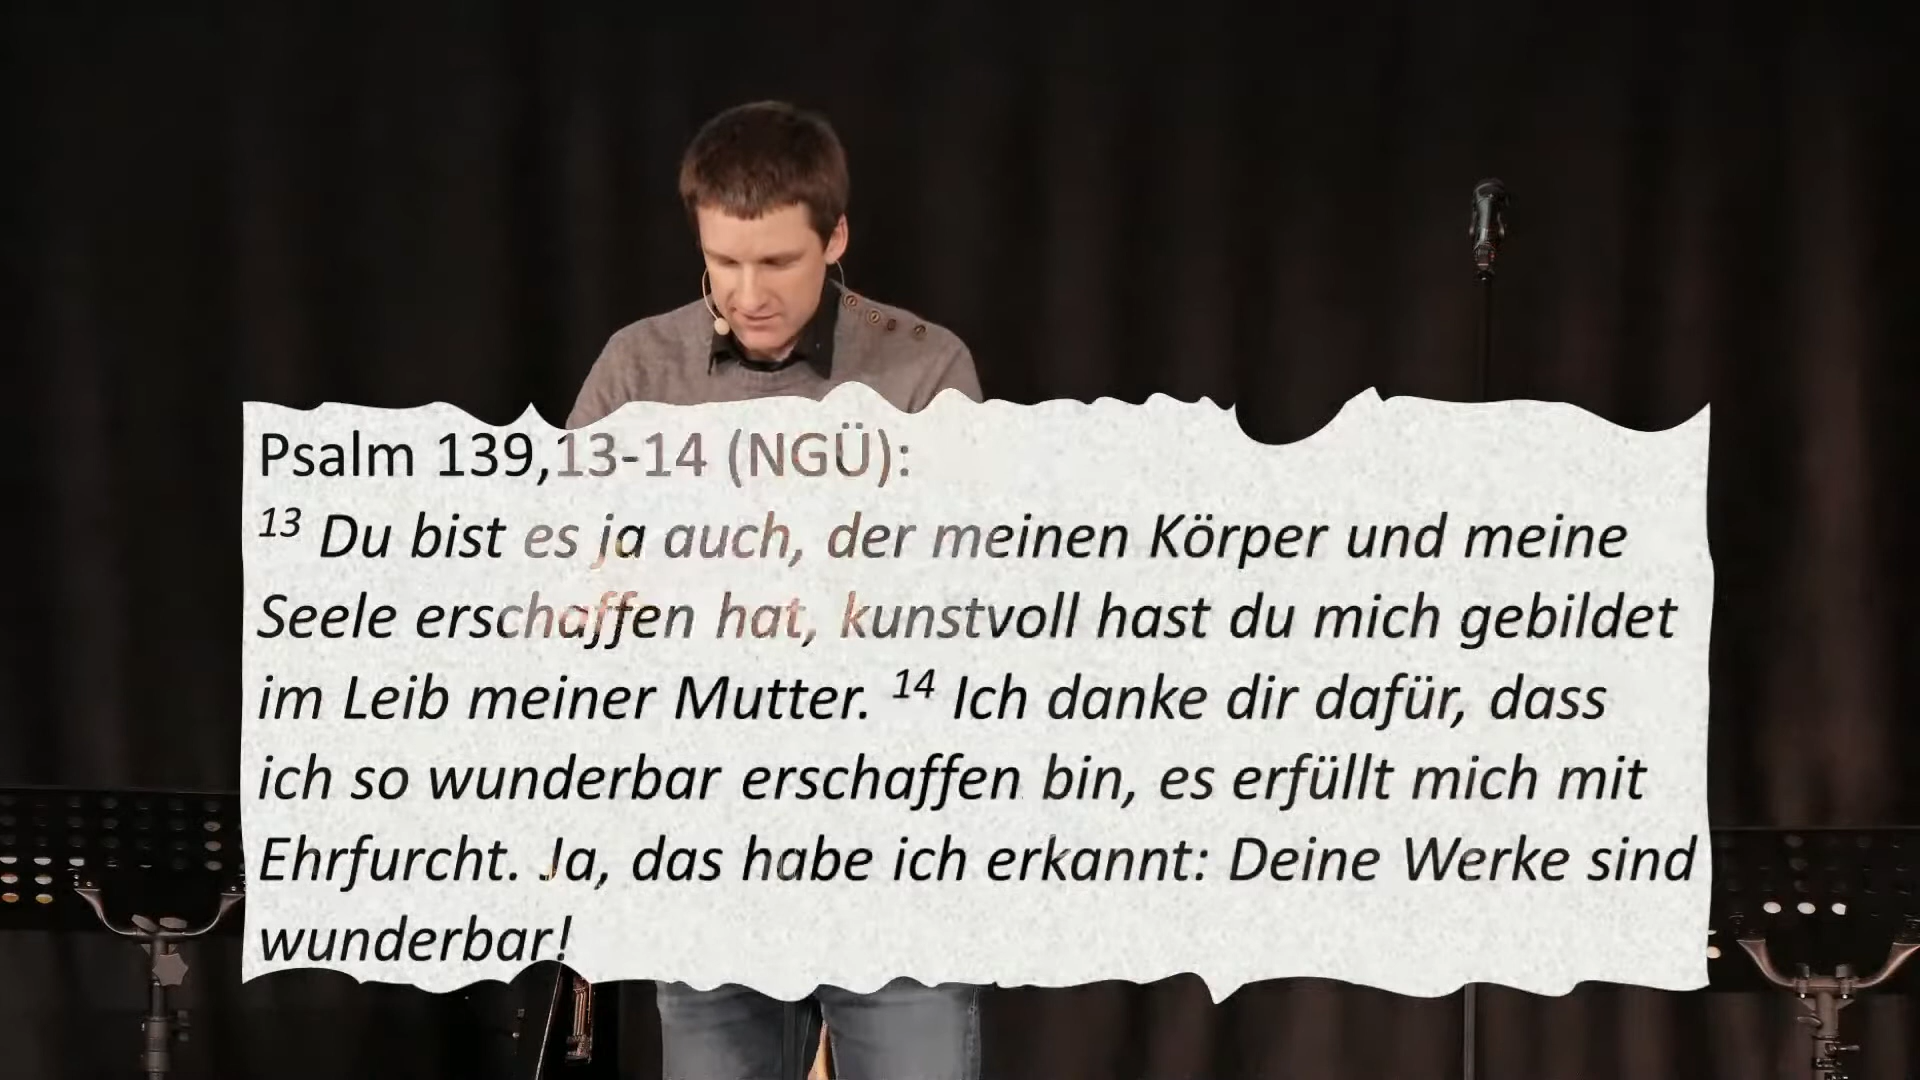 Psalm 139,13-14 (NGÜ):
13 Du bist es ja auch, der meinen Körper und meine
Seele erschaffen hat, kunstvoll hast du mich gebildet
im Leib meiner Mutter. 14 Ich danke dir dafür, dass
ich so wunderbar erschaffen bin, es erfüllt mich mit
Ehrfurcht. Ja, das habe ich erkannt: Deine Werke sind
wunderbar!